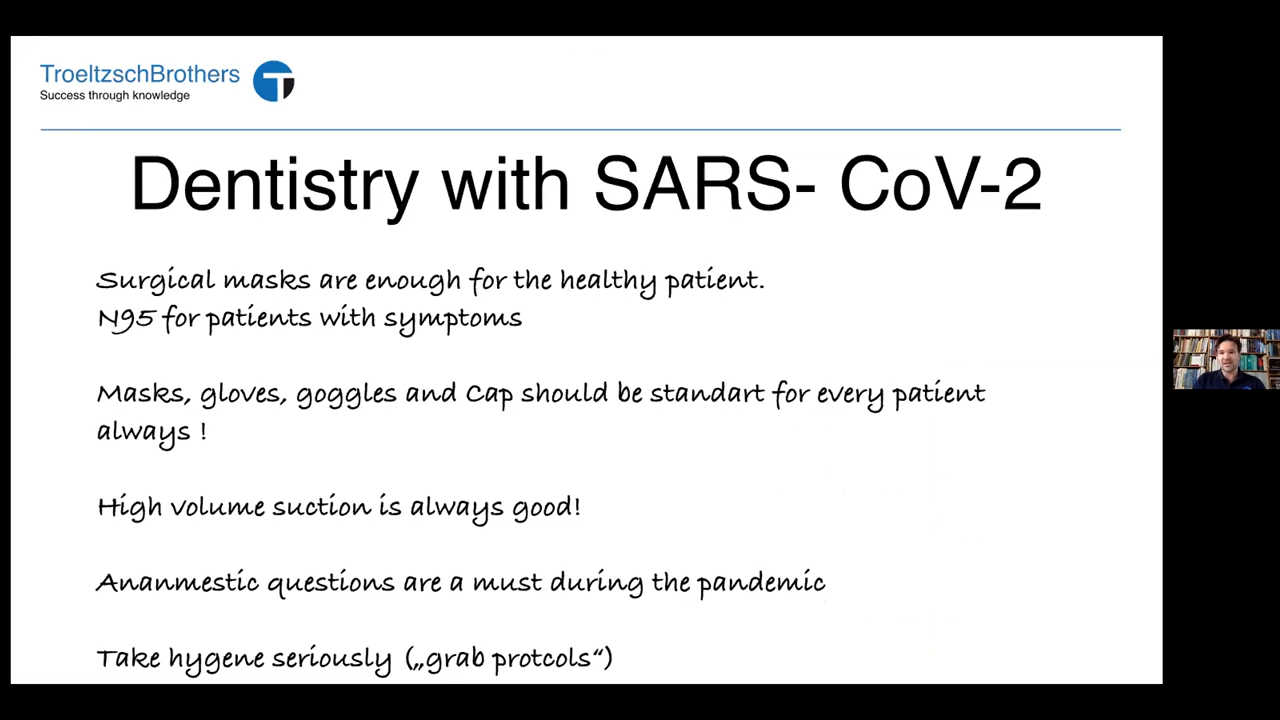 TroeltzschBrothers
Success through knowledge
Dentistry with SARS- CoV-2
Surgical masks are enough for the healthy patient.
N95 for patients with symptoms
Masks, gloves, goggles and Cap should be standart for every patient
always !
High volume suction is always good!
Ananmestic questions are a must during the pandemic
Take hygene seriously („grab protcols“)